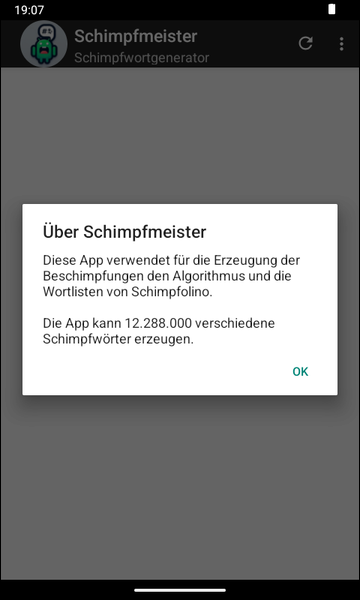 19:07
Schimpfmeister
Schimpfwortgenerator
Über Schimpfmeister
Diese App verwendet für die Erzeugung der
Beschimpfungen den Algorithmus und die
Wortlisten von Schimpfolino.
Die App kann 12.288.000 verschiedene
Schimpfwörter erzeugen.
OK